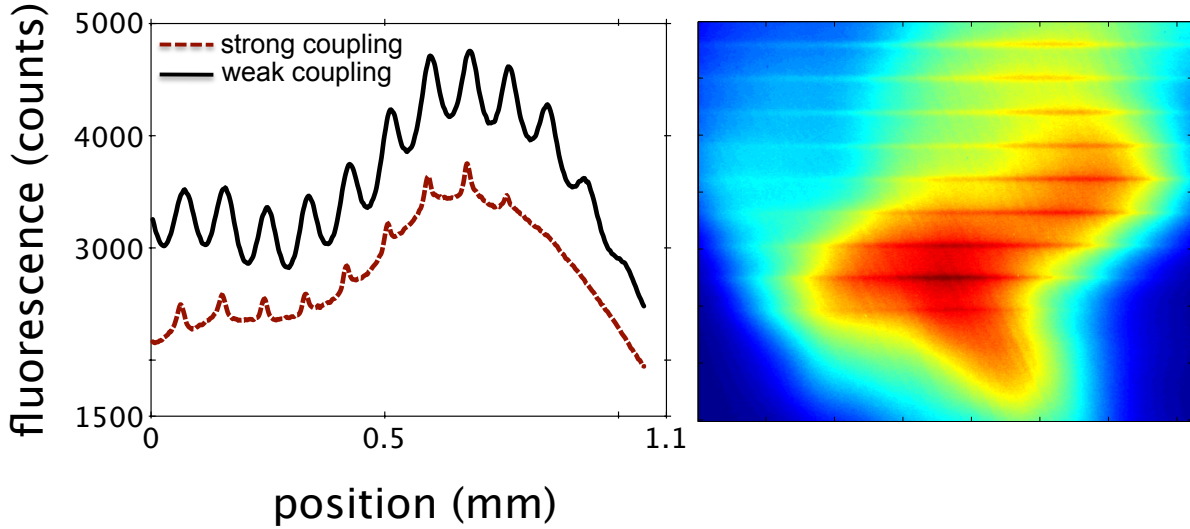 fluorescence (counts)
5000
4000
3000
1500
strong coupling
weak coupling
0
0.5
1.1
position (mm)